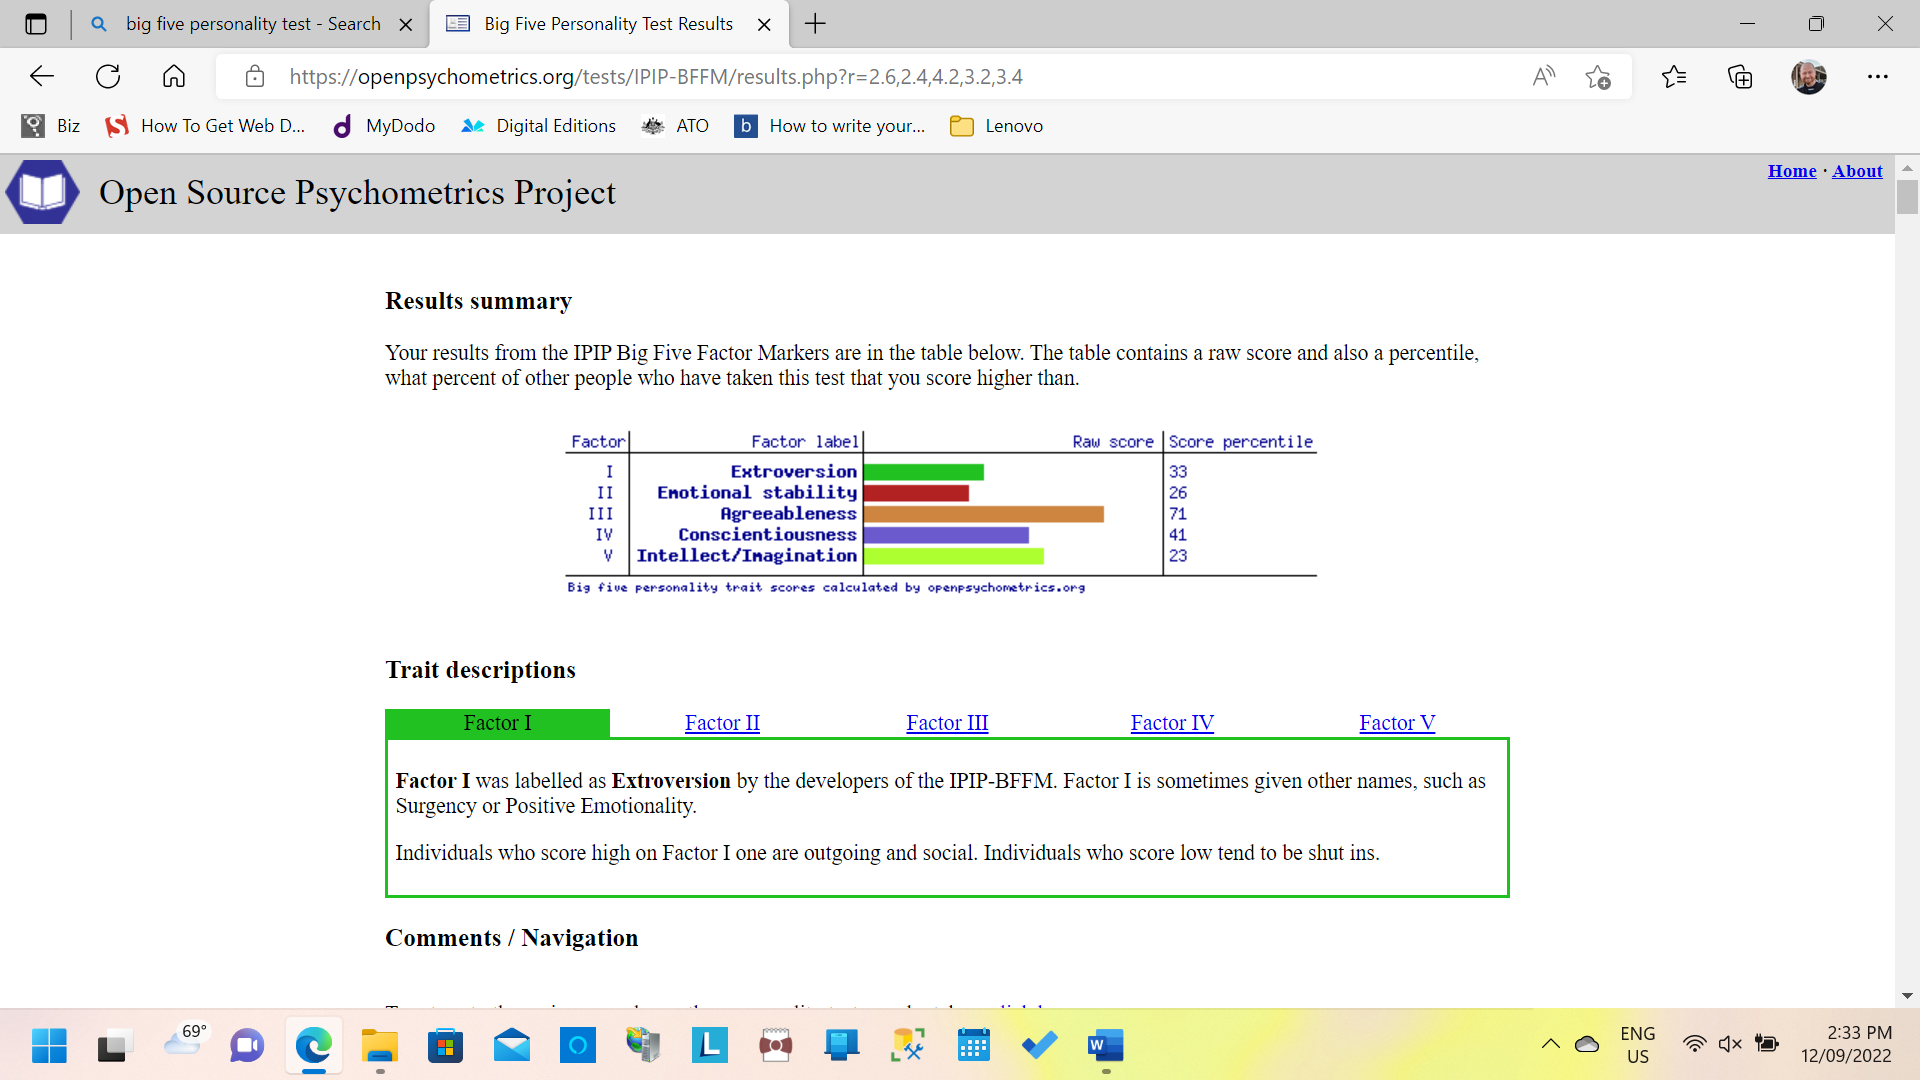 big five personality test - Search
Big Five Personality Test Results
https://openpsychometrics.org/tests/IPIP-BFFM/results.php?r=2.6,2.4,4.2,3.2,3.4
Biz
How To Get Web D...
MyDodo
Digital Editions
ATO
How to write your...
Lenovo
Open Source Psychometrics Project
Home · About
Results summary
Your results from the IPIP Big Five Factor Markers are in the table below. The table contains a raw score and also a percentile,
what percent of other people who have taken this test that you score higher than.
Factor Factor label Raw score Score percentile
I Extroversion 33
II Emotional stability 26
III Agreeableness 71
IV Conscientiousness 41
V Intellect/Imagination 23
Big five personality trait scores calculated by openpsychometrics.org
Trait descriptions
Factor I Factor II Factor III Factor IV Factor V
Factor I was labelled as Extroversion by the developers of the IPIP-BFFM. Factor I is sometimes given other names, such as
Surgency or Positive Emotionality.
Individuals who score high on Factor I one are outgoing and social. Individuals who score low tend to be shut ins.
Comments / Navigation
69°
ENG
US
2:33 PM
12/09/2022